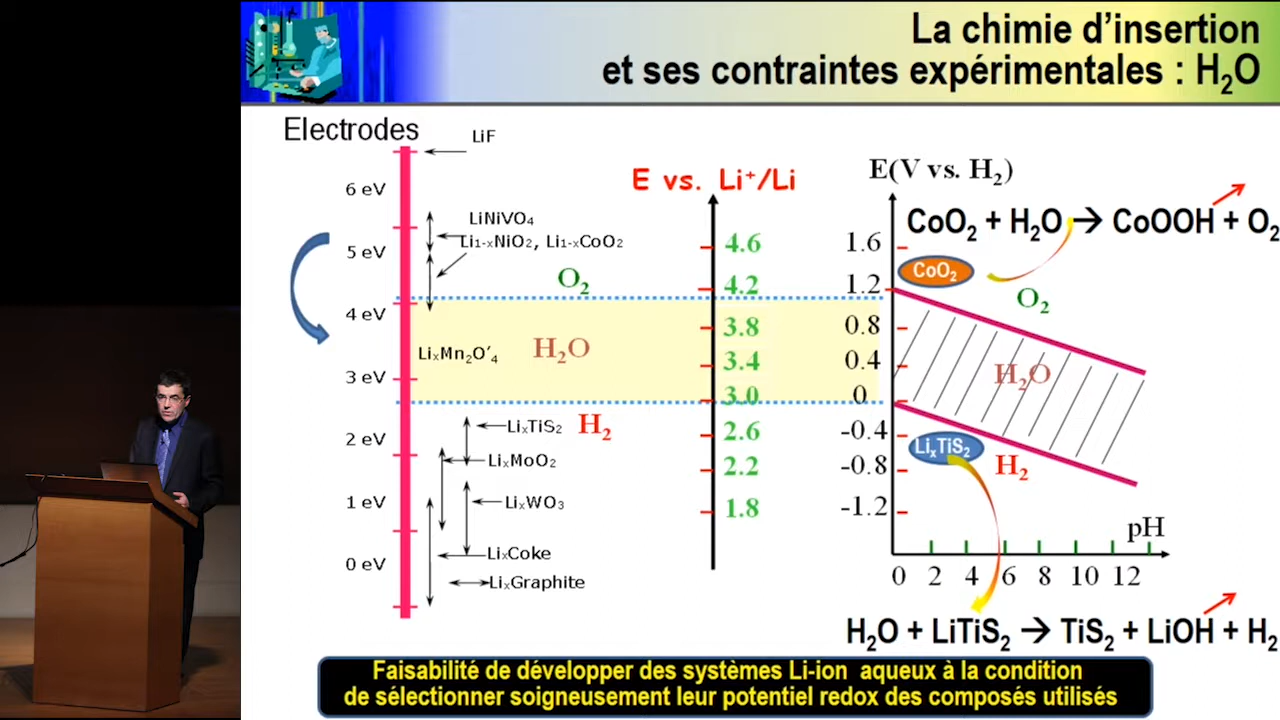 La chimie d’insertion
et ses contraintes expérimentales : H₂O
Electrodes
LiF
6 eV
LiNiVO₄
Li₁₋ₓNiO₂, Li₁₋ₓCoO₂
5 eV
O₂
4 eV
LiₓMn₂O′₄
H₂O
3 eV
LiₓTiS₂
H₂
2 eV
LiₓMoO₂
1 eV
LiₓWO₃
LiₓCoke
0 eV
LiₓGraphite
E vs. Li⁺/Li
4.6
4.2
3.8
3.4
3.0
2.6
2.2
1.8
E(V vs. H₂)
CoO₂ + H₂O → CoOOH + O₂
1.6
CoO₂
1.2
O₂
0.8
0.4
H₂O
0
-0.4
LiₓTiS₂
H₂
-0.8
-1.2
pH
0 2 4 6 8 10 12
H₂O + LiTiS₂ → TiS₂ + LiOH + H₂
Faisabilité de développer des systèmes Li-ion aqueux à la condition
de sélectionner soigneusement leur potentiel redox des composés utilisés